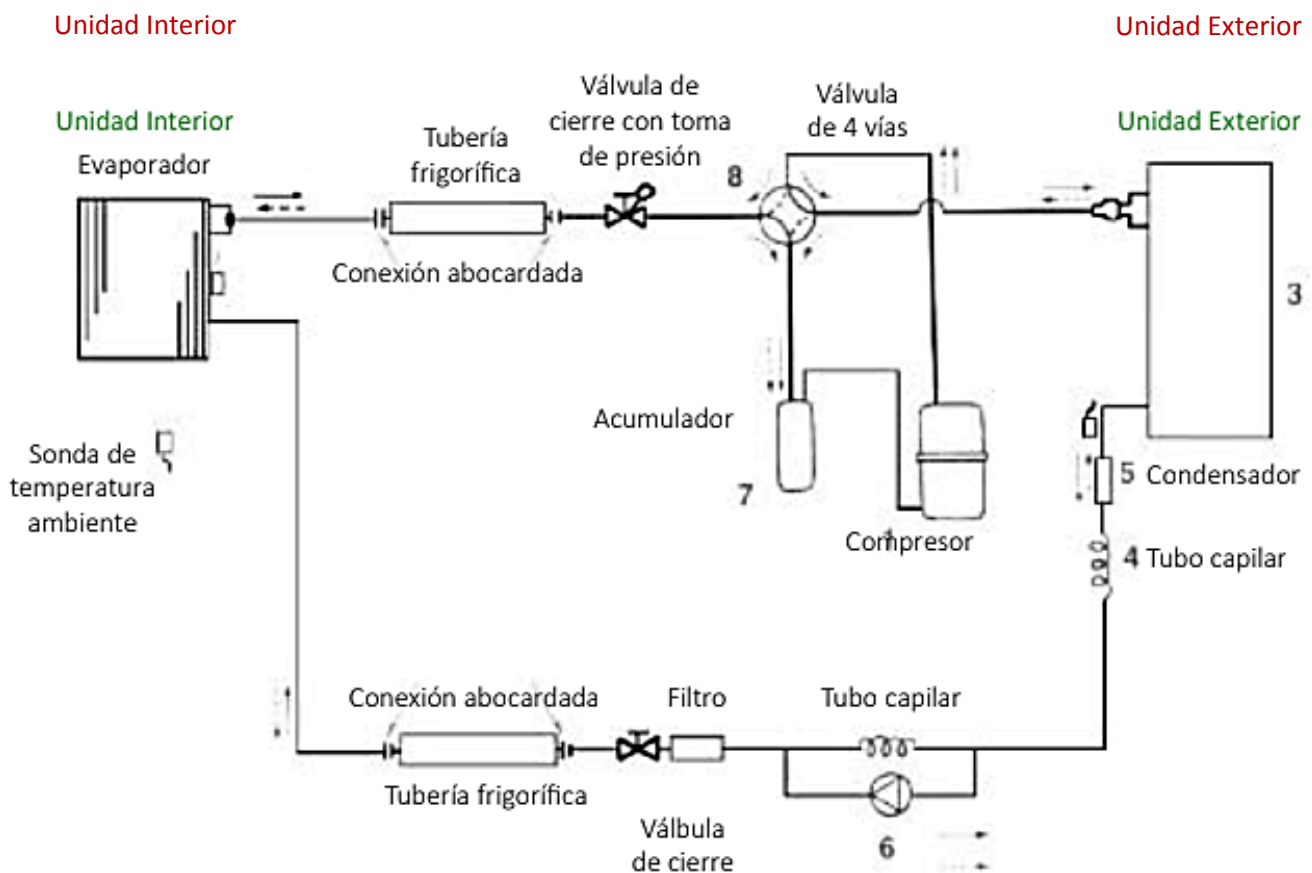 Unidad Interior
Unidad Exterior
Unidad Interior
Evaporador
Tubería
frigorífica
Válvula de
cierre con toma
de presión
Válvula
de 4 vías
Unidad Exterior
8
Conexión abocardada
3
Acumulador
7
Compresor
Sonda de
temperatura
ambiente
5 Condensador
4 Tubo capilar
Conexión abocardada
Filtro
Tubo capilar
Tubería frigorífica
Válbula
de cierre
6